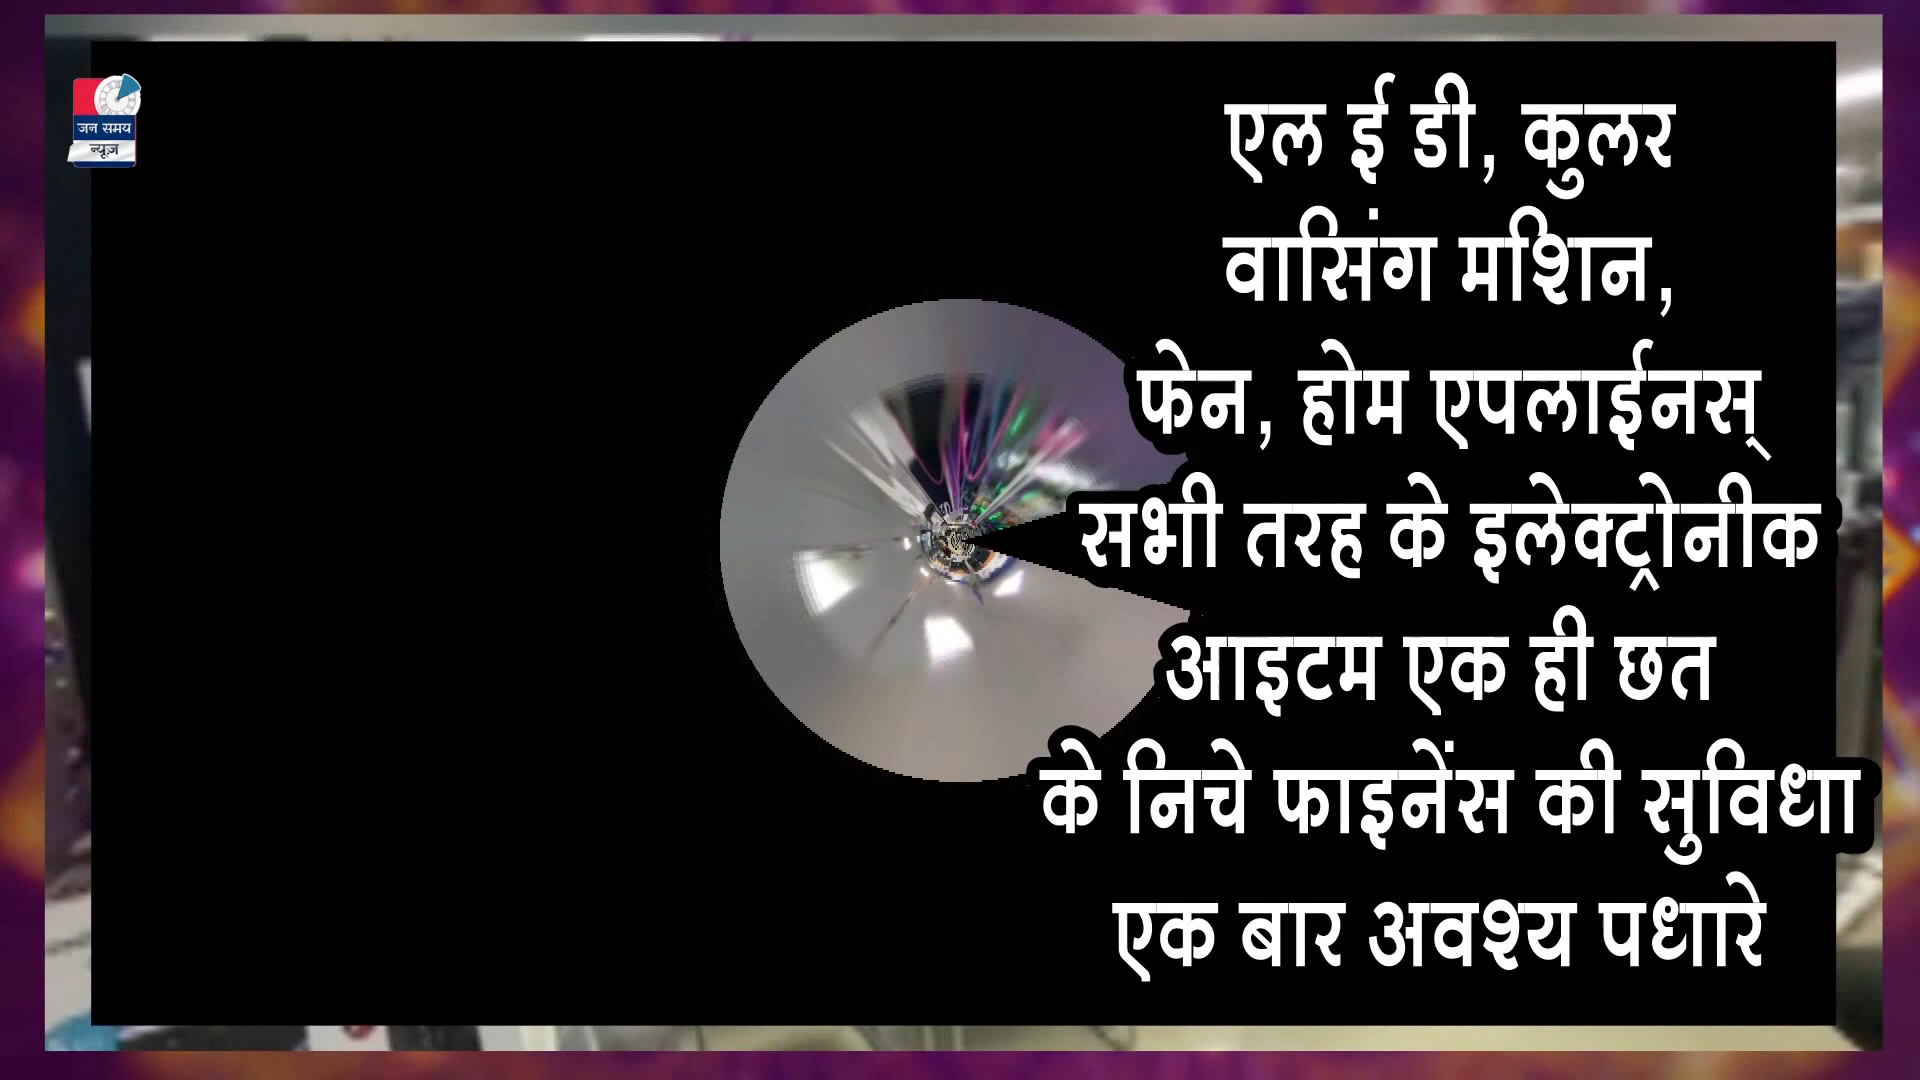 जन समय
न्यूज़
एल ई डी, कुलर
वासिंग मशिन,
फेन, होम एपलाईनस्
सभी तरह के इलेक्ट्रोनीक
आइटम एक ही छत
के निचे फाइनेंस की सुविधा
एक बार अवश्य पधारे